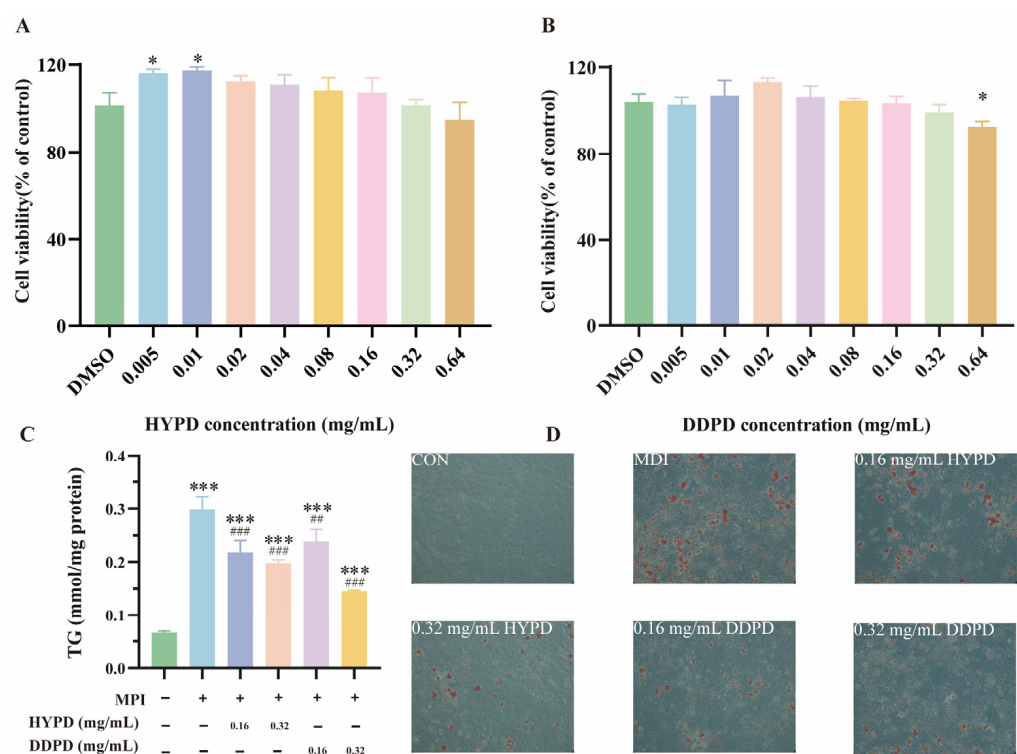 A
Cell viability(% of control)
120
80
40
0
*
*
DMSO
0.005
0.01
0.02
0.04
0.08
0.16
0.32
0.64
HYPD concentration (mg/mL)
B
Cell viability(% of control)
120
80
40
0
*
DMSO
0.005
0.01
0.02
0.04
0.08
0.16
0.32
0.64
DDPD concentration (mg/mL)
C
TG (mmol/mg protein)
0.4
0.3
0.2
0.1
0.0
***
***
###
***
###
***
##
***
###
MPI – + + + + +
HYPD (mg/mL) – – 0.16 0.32 – –
DDPD (mg/mL) – – – – 0.16 0.32
D
CON
MDI
0.16 mg/mL HYPD
0.32 mg/mL HYPD
0.16 mg/mL DDPD
0.32 mg/mL DDPD